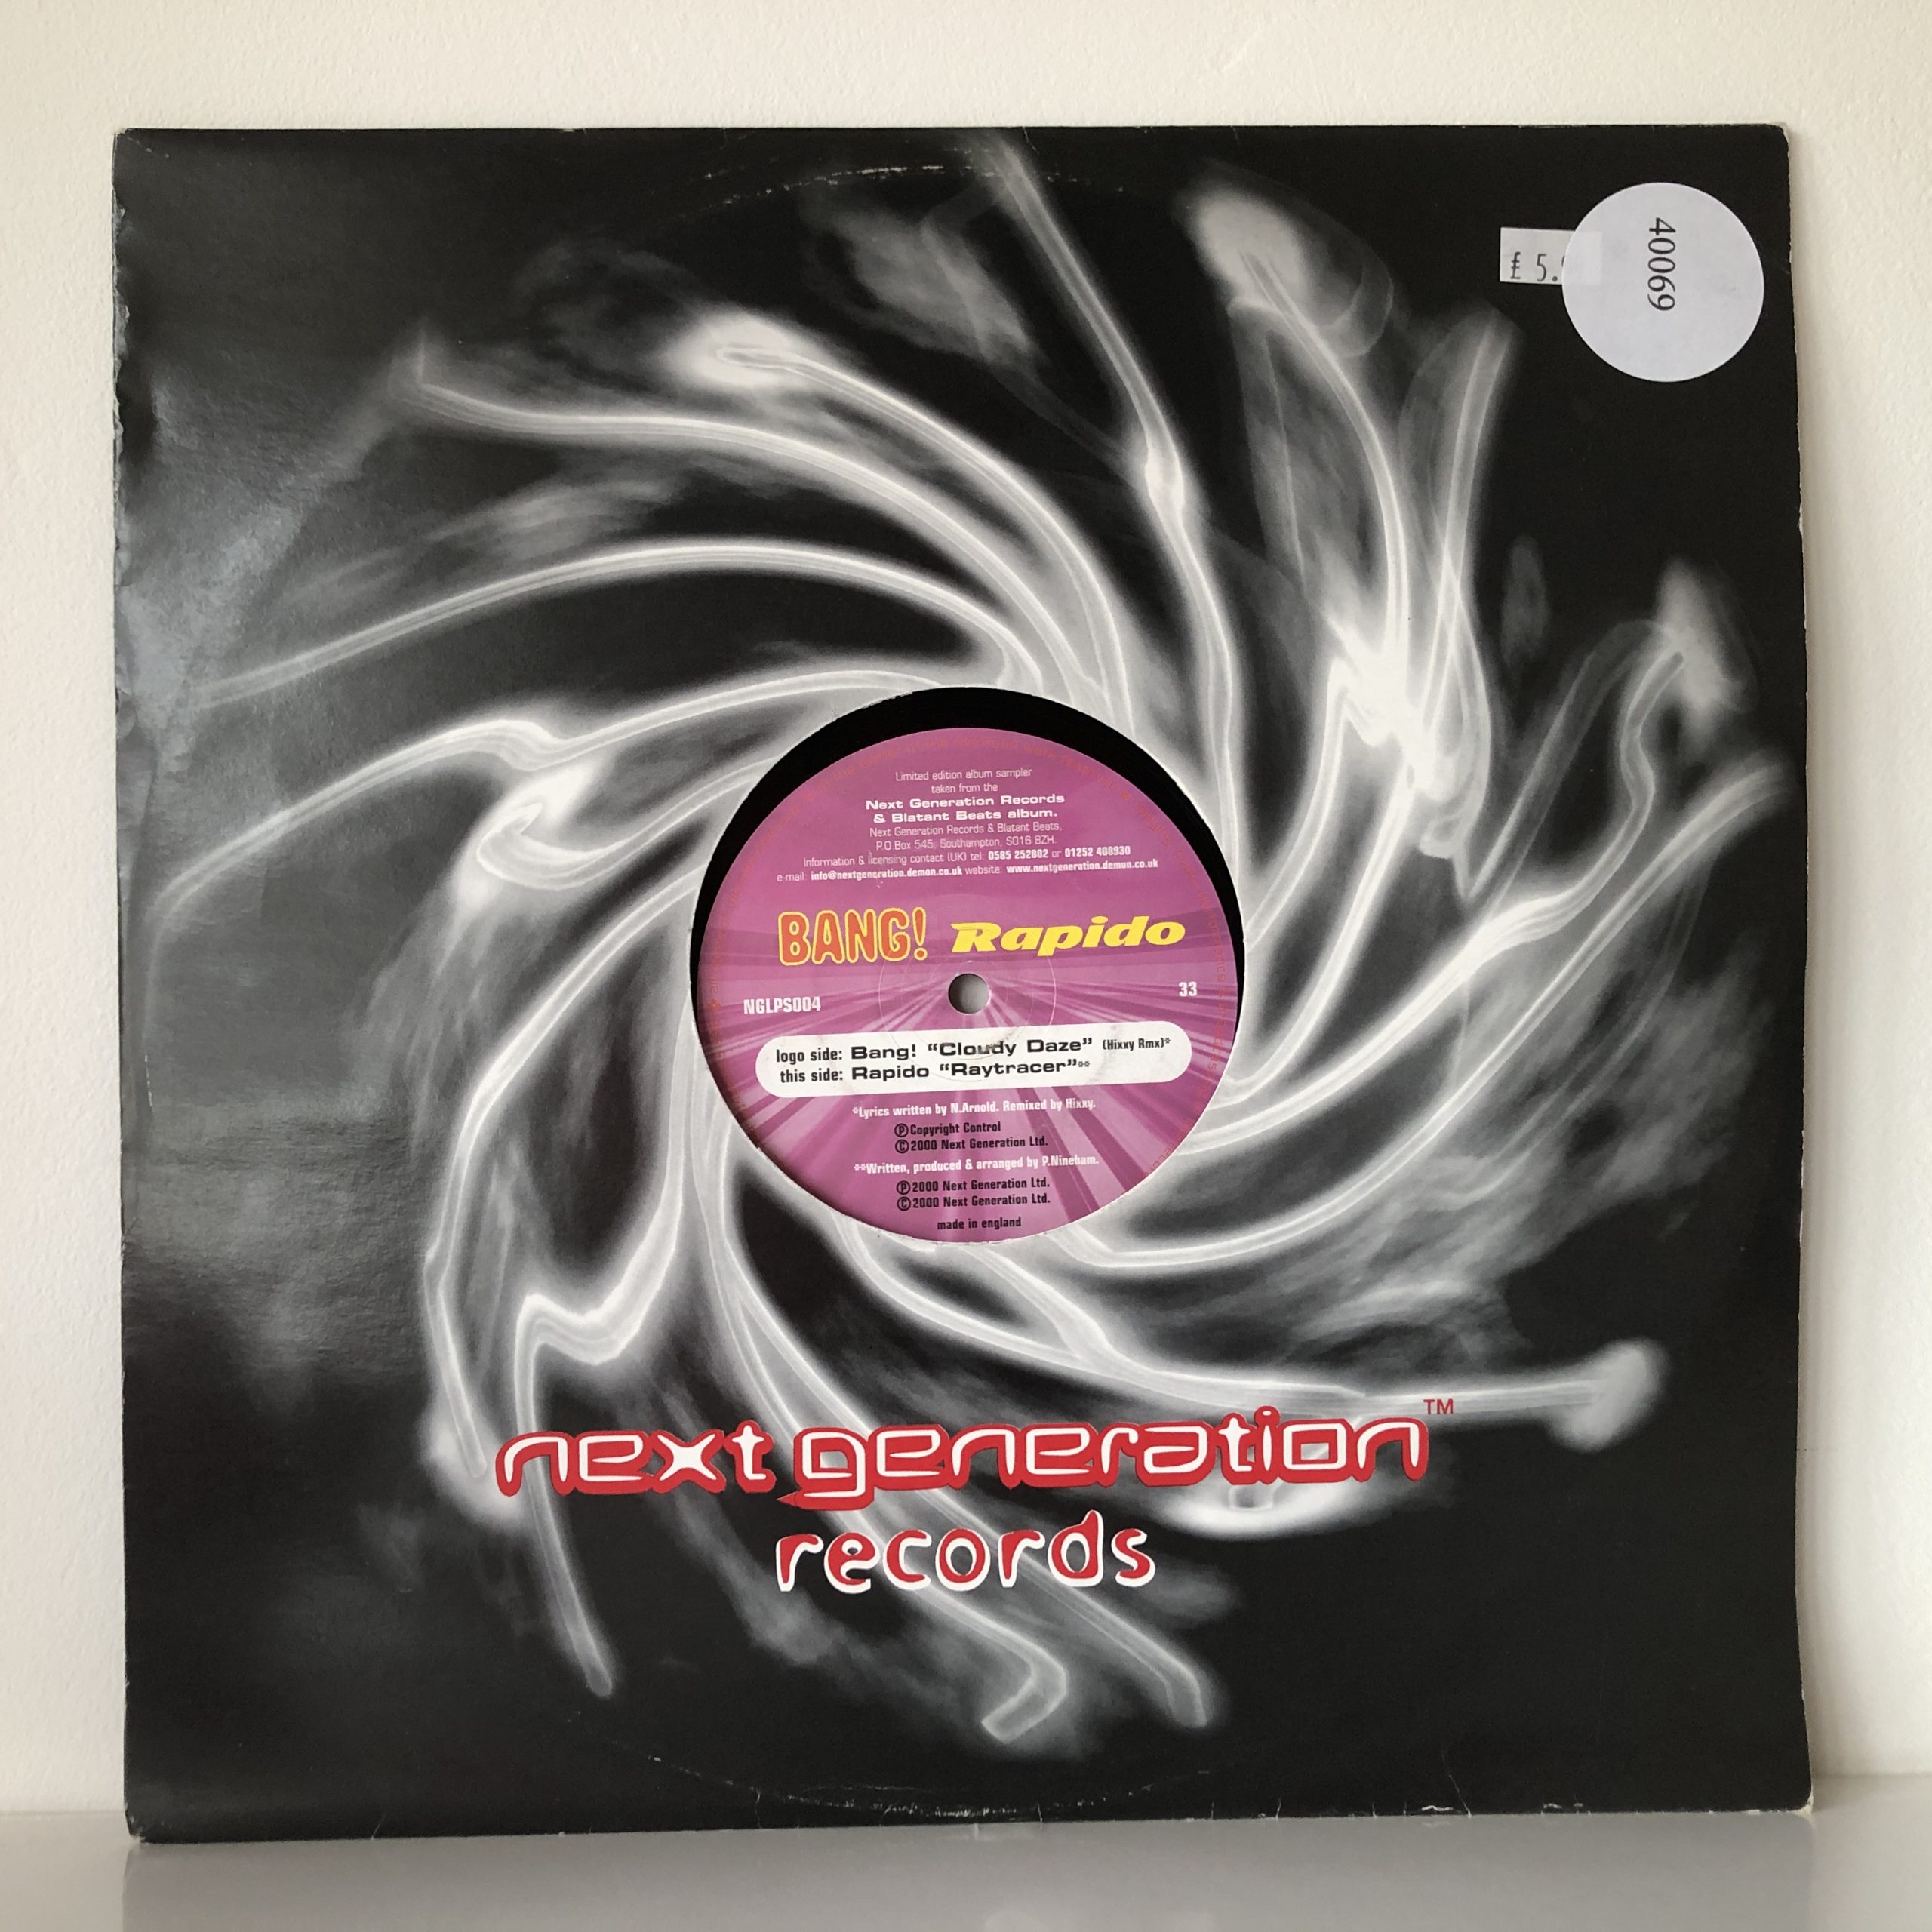 £ 5.
40069
Limited edition album sampler
taken from the
Next Generation Records
& Blatant Beats album.
Next Generation Records & Blatant Beats,
P.O Box 545, Southampton, SO16 8ZH.
Information & licensing contact (UK) tel: 0585 252802 or 01252 408930
e-mail: info@nextgeneration.demon.co.uk website: www.nextgeneration.demon.co.uk
BANG! Rapido
NGLPS004 33
logo side: Bang! “Cloudy Daze” (Hixxy Rmx)*
this side: Rapido “Raytracer”**
*Lyrics written by N.Arnold. Remixed by Hixxy.
℗Copyright Control
©2000 Next Generation Ltd.
**Written, produced & arranged by P.Nineham.
℗2000 Next Generation Ltd.
©2000 Next Generation Ltd.
made in england
next generation™
records